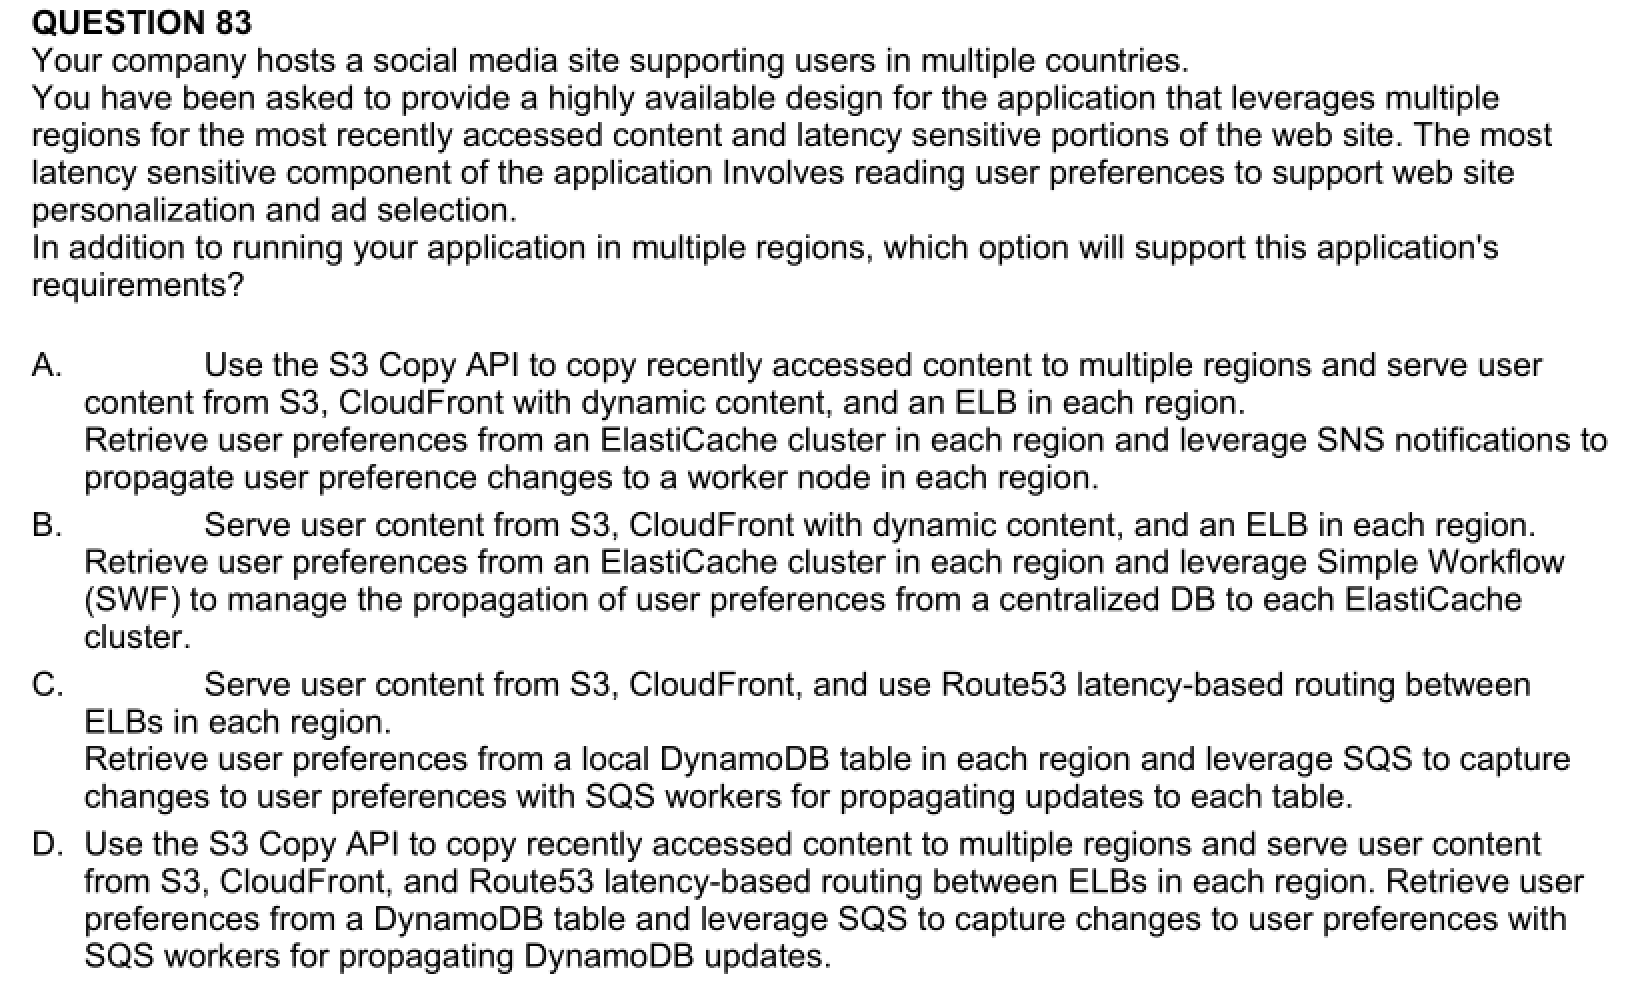 QUESTION 83
Your company hosts a social media site supporting users in multiple countries.
You have been asked to provide a highly available design for the application that leverages multiple
regions for the most recently accessed content and latency sensitive portions of the web site. The most
latency sensitive component of the application Involves reading user preferences to support web site
personalization and ad selection.
In addition to running your application in multiple regions, which option will support this application's
requirements?
A. Use the S3 Copy API to copy recently accessed content to multiple regions and serve user
content from S3, CloudFront with dynamic content, and an ELB in each region.
Retrieve user preferences from an ElastiCache cluster in each region and leverage SNS notifications to
propagate user preference changes to a worker node in each region.
B. Serve user content from S3, CloudFront with dynamic content, and an ELB in each region.
Retrieve user preferences from an ElastiCache cluster in each region and leverage Simple Workflow
(SWF) to manage the propagation of user preferences from a centralized DB to each ElastiCache
cluster.
C. Serve user content from S3, CloudFront, and use Route53 latency-based routing between
ELBs in each region.
Retrieve user preferences from a local DynamoDB table in each region and leverage SQS to capture
changes to user preferences with SQS workers for propagating updates to each table.
D. Use the S3 Copy API to copy recently accessed content to multiple regions and serve user content
from S3, CloudFront, and Route53 latency-based routing between ELBs in each region. Retrieve user
preferences from a DynamoDB table and leverage SQS to capture changes to user preferences with
SQS workers for propagating DynamoDB updates.